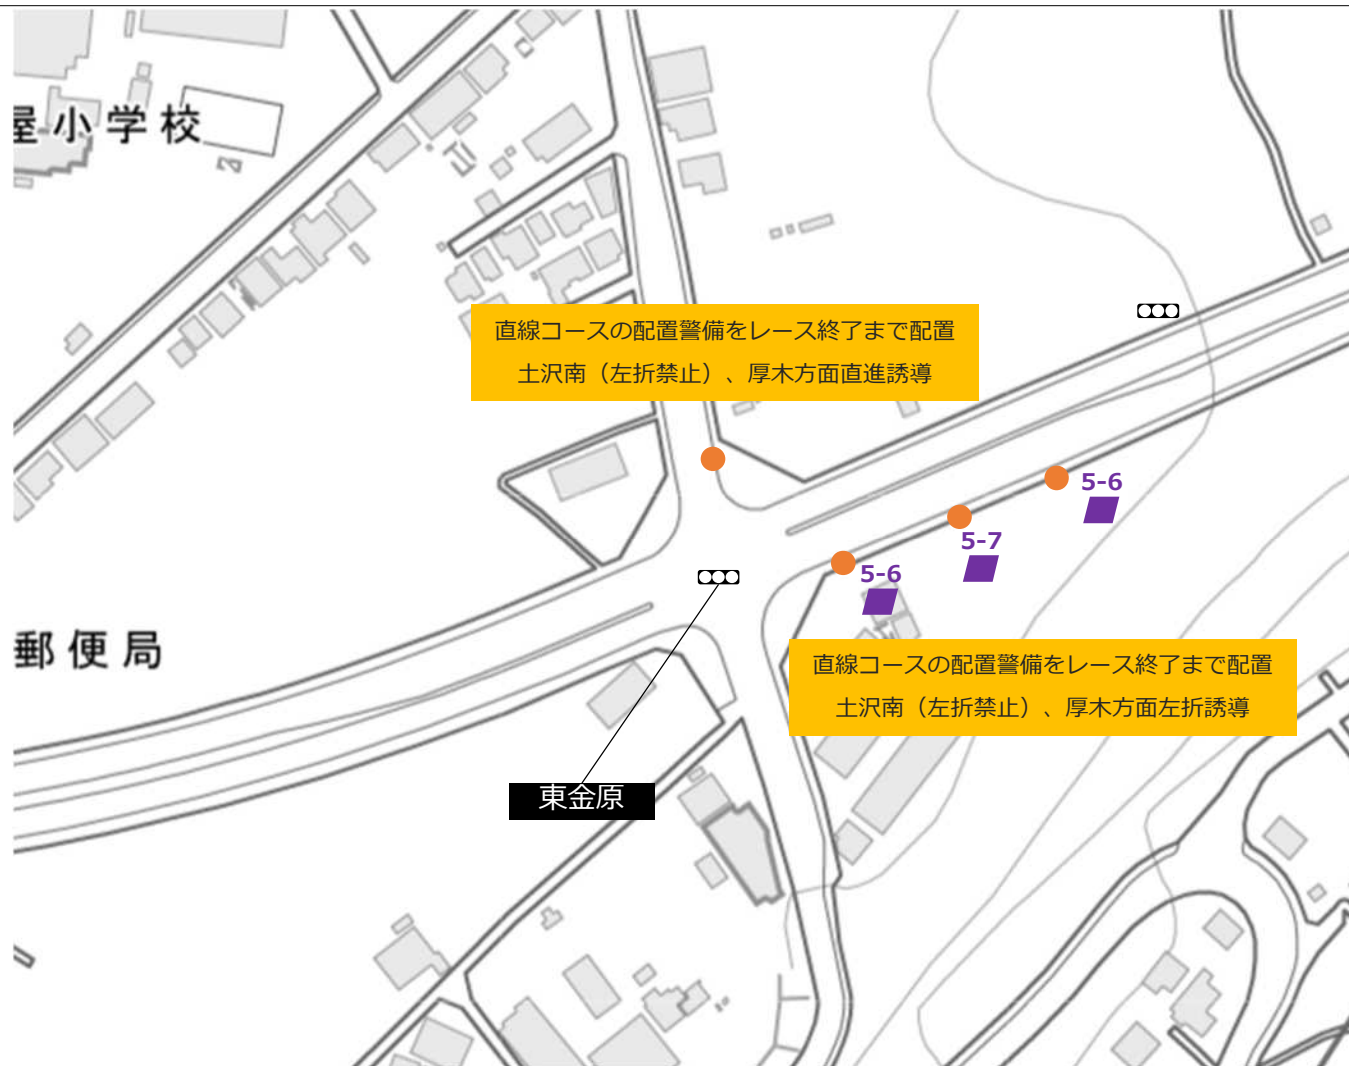 屋小学校
直線コースの配置警備をレース終了まで配置
土沢南（左折禁止）、厚木方面直進誘導
5-6
5-7
5-6
郵便局
直線コースの配置警備をレース終了まで配置
土沢南（左折禁止）、厚木方面左折誘導
東金原